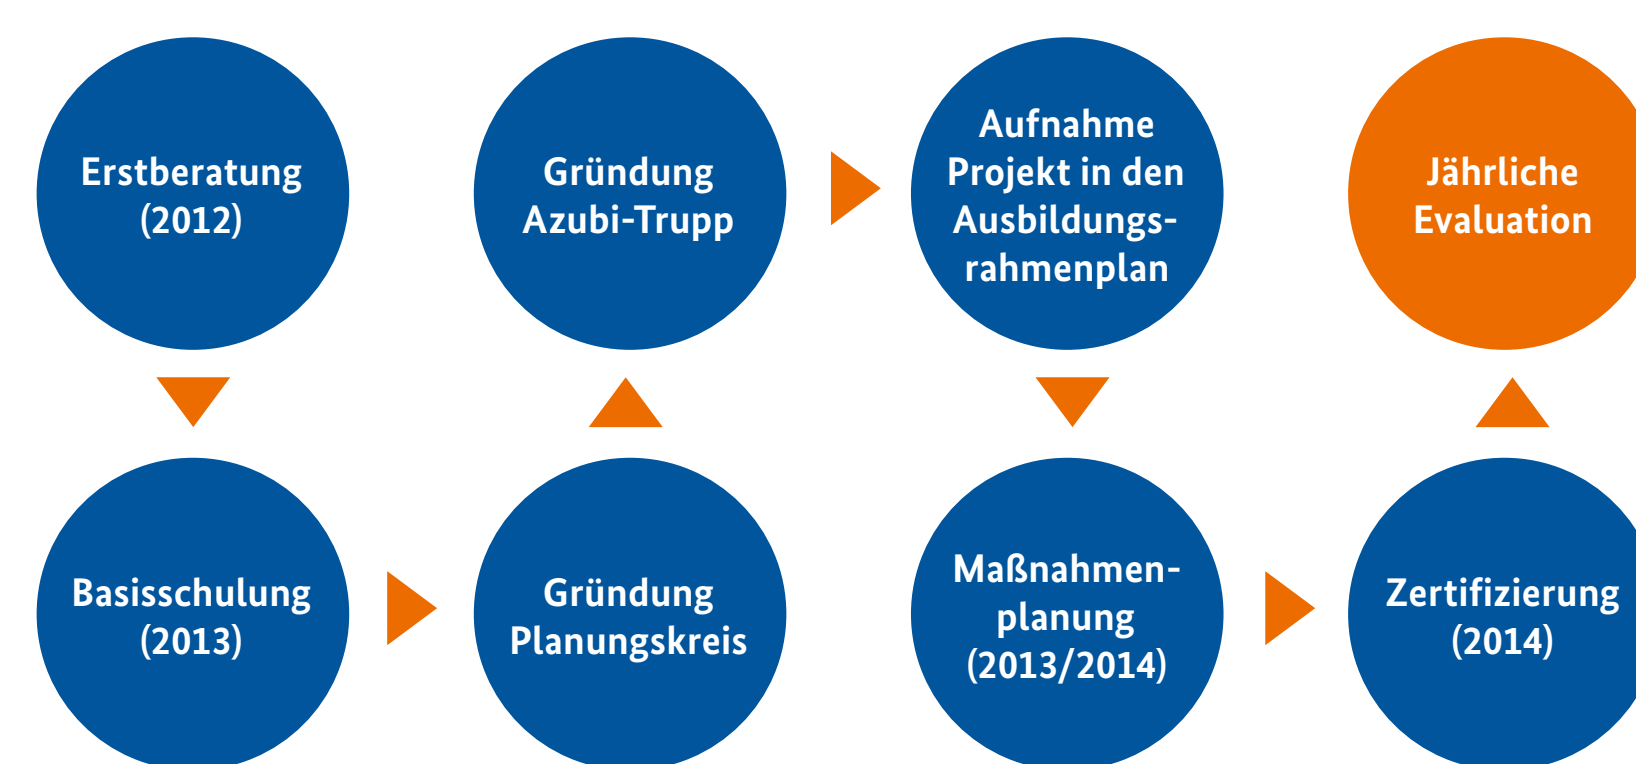 Erstberatung
(2012)
Basisschulung
(2013)
Gründung
Planungskreis
Gründung
Azubi-Trupp
Aufnahme
Projekt in den
Ausbildungs-
rahmenplan
Maßnahmen-
planung
(2013/2014)
Zertifizierung
(2014)
Jährliche
Evaluation